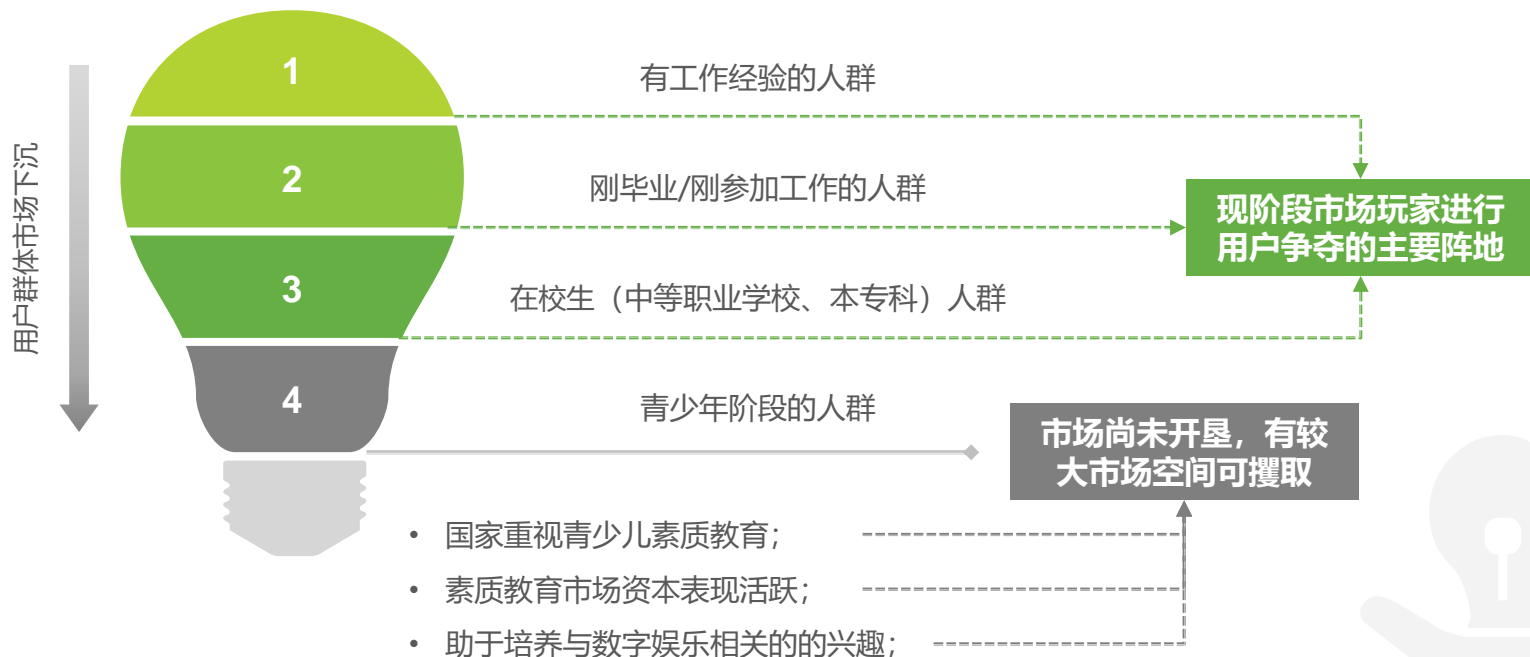 用户群体市场下沉
1
有工作经验的人群
2
刚毕业/刚参加工作的人群
现阶段市场玩家进行
用户争夺的主要阵地
3
在校生（中等职业学校、本专科）人群
4
青少年阶段的人群
市场尚未开垦，有较
大市场空间可攫取
• 国家重视青少儿素质教育；
• 素质教育市场资本表现活跃；
• 助于培养与数字娱乐相关的的兴趣；